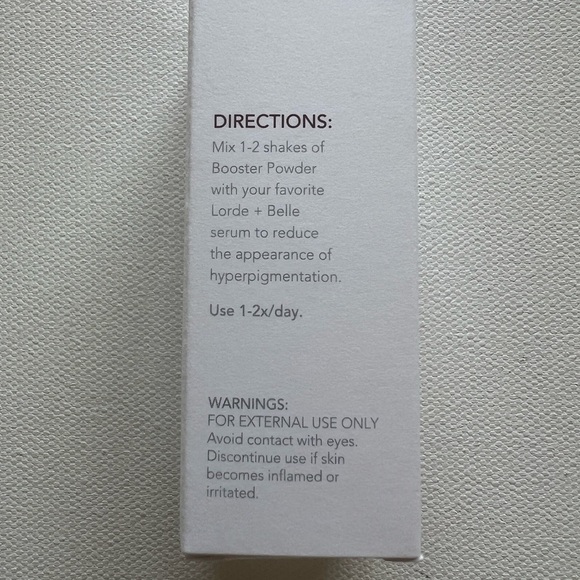 DIRECTIONS:
Mix 1-2 shakes of
Booster Powder
with your favorite
Lorde + Belle
serum to reduce
the appearance of
hyperpigmentation.
Use 1-2x/day.
WARNINGS:
FOR EXTERNAL USE ONLY
Avoid contact with eyes.
Discontinue use if skin
becomes inflamed or
irritated.